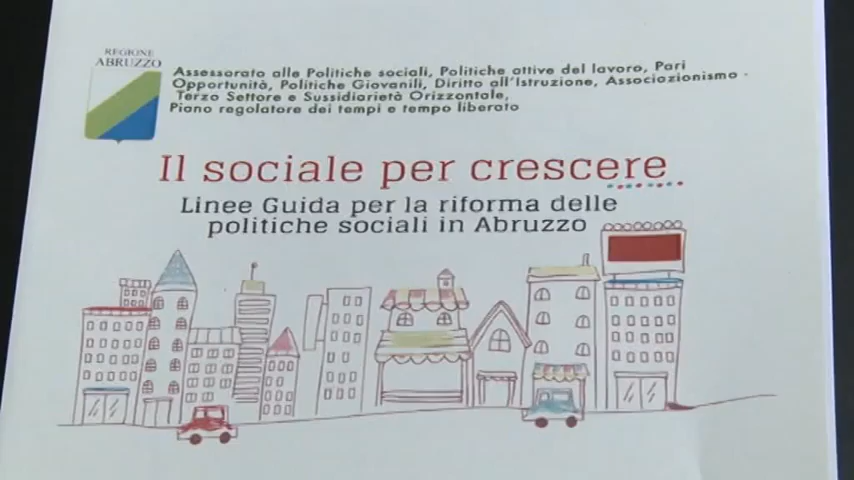 REGIONE
ABRUZZO
Assessorato alle Politiche sociali, Politiche attive del lavoro, Pari
Opportunità, Politiche Giovanili, Diritto all'Istruzione, Associazionismo
Terzo Settore e Sussidiarietà Orizzontale,
Piano regolatore dei tempi e tempo liberato
Il sociale per crescere
Linee Guida per la riforma delle
politiche sociali in Abruzzo